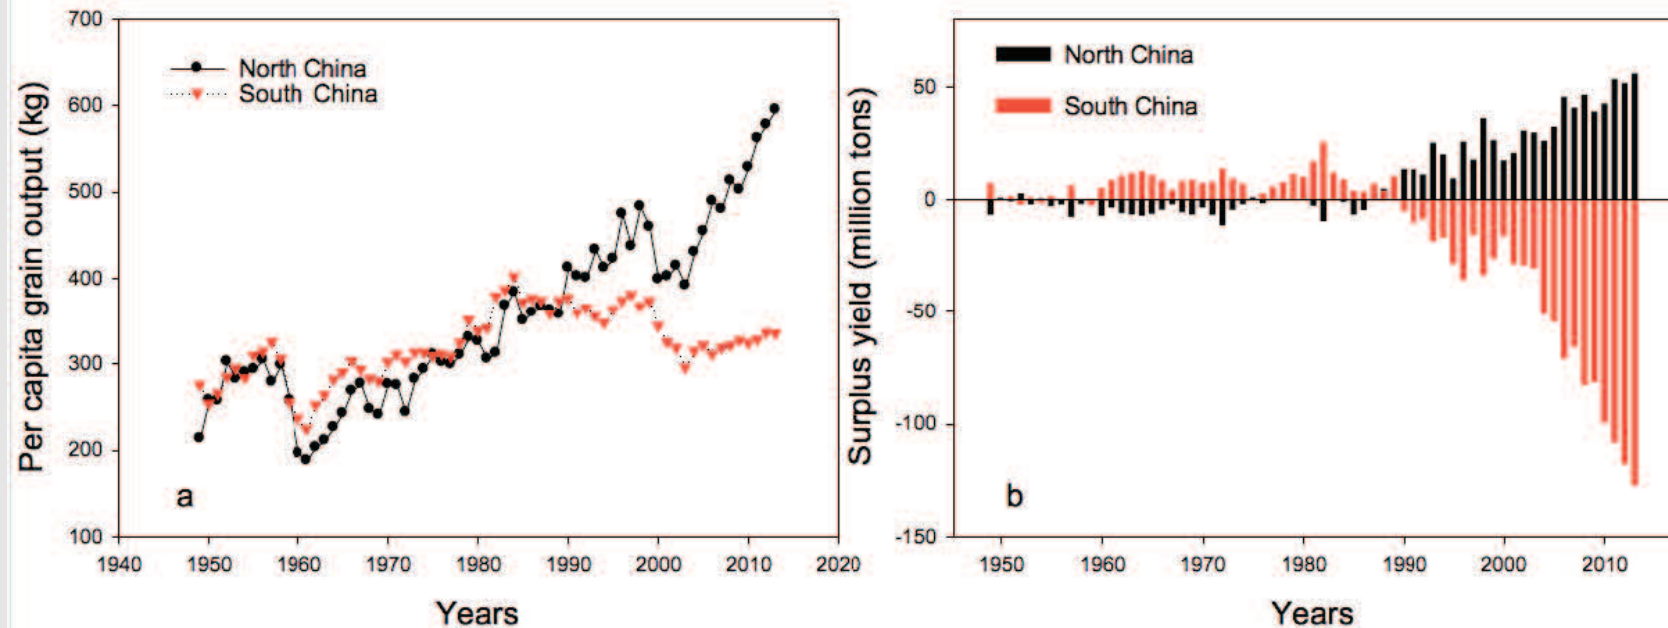 Per capita grain output (kg)
700
600
500
400
300
200
100
North China
South China
a
1940 1950 1960 1970 1980 1990 2000 2010 2020
Years
Surplus yield (million tons)
50
0
-50
-100
-150
North China
South China
b
1950 1960 1970 1980 1990 2000 2010
Years